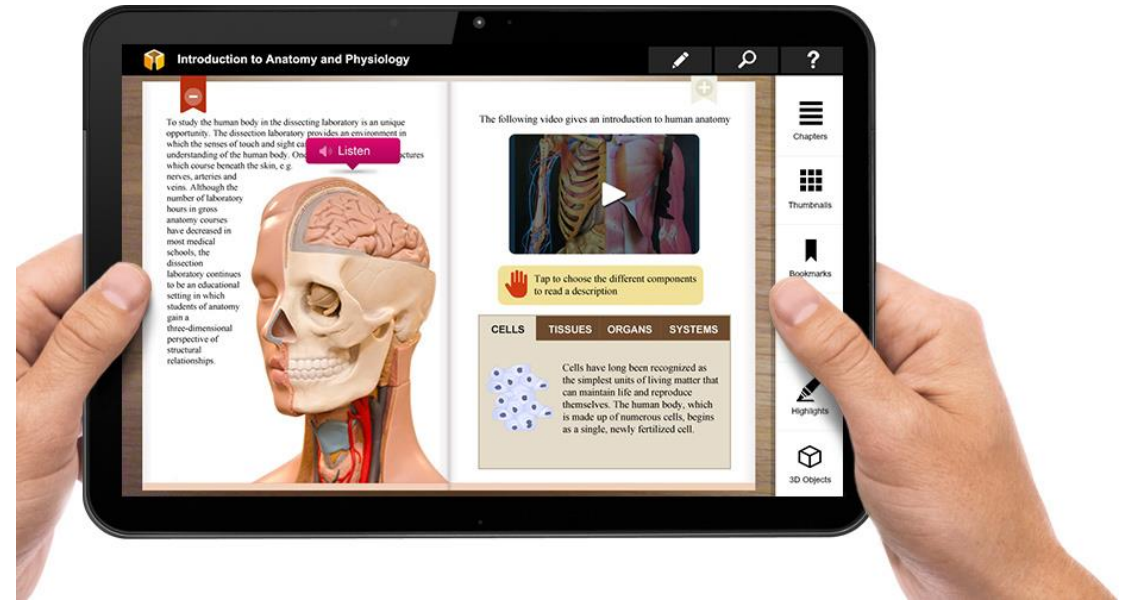 Introduction to Anatomy and Physiology
?
To study the human body in the dissecting laboratory is an unique
opportunity. The dissection laboratory provides an environment in
which the senses of touch and sight
understanding of the human body.
which course beneath the skin, e.g.
nerves, arteries and
veins. Although the
number of laboratory
hours in gross
anatomy courses
have decreased in
most medical
schools, the
dissection
laboratory continues
to be an educational
setting in which
students of anatomy
gain a
three-dimensional
perspective of
structural
relationships.
Listen
The following video gives an introduction to human anatomy
Tap to choose the different components
to read a description
CELLS TISSUES ORGANS SYSTEMS
Cells have long been recognized as
the simplest units of living matter that
can maintain life and reproduce
themselves. The human body, which
is made up of numerous cells, begins
as a single, newly fertilized cell.
Chapters
Thumbnails
Bookmarks
Highlights
3D Objects